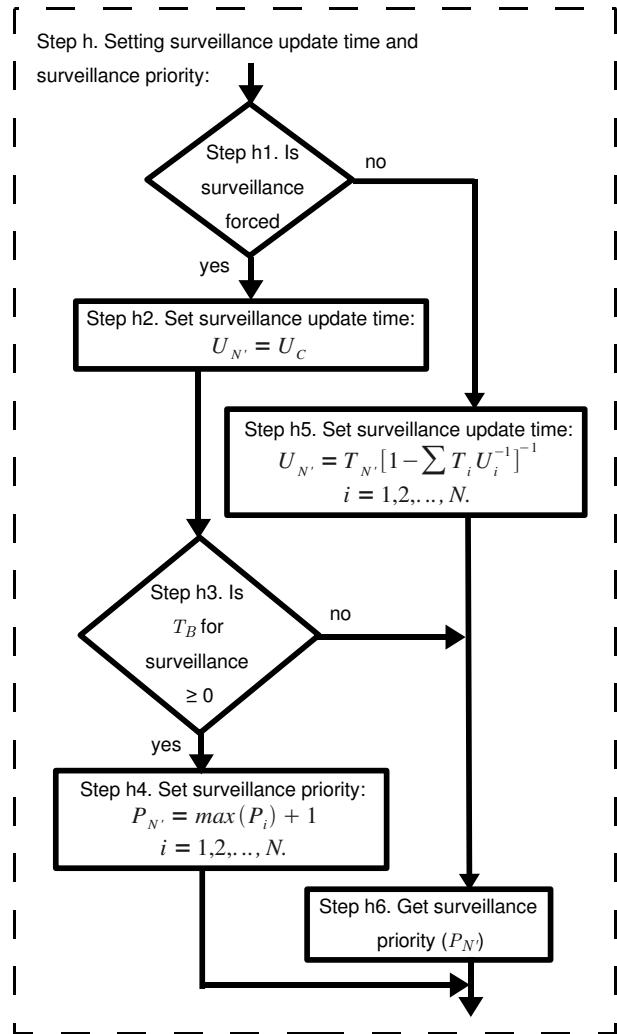 Step h. Setting surveillance update time and
surveillance priority:
Step h1. Is
surveillance
forced
no
yes
Step h2. Set surveillance update time:
U_{N'} = U_C
Step h5. Set surveillance update time:
U_{N'} = T_{N'} [1 − ∑ T_i U_i^{−1}]^{−1}
i = 1,2,..., N.
Step h3. Is
T_B for
surveillance
≥ 0
no
yes
Step h4. Set surveillance priority:
P_{N'} = max(P_i) + 1
i = 1,2,..., N.
Step h6. Get surveillance
priority (P_{N'})